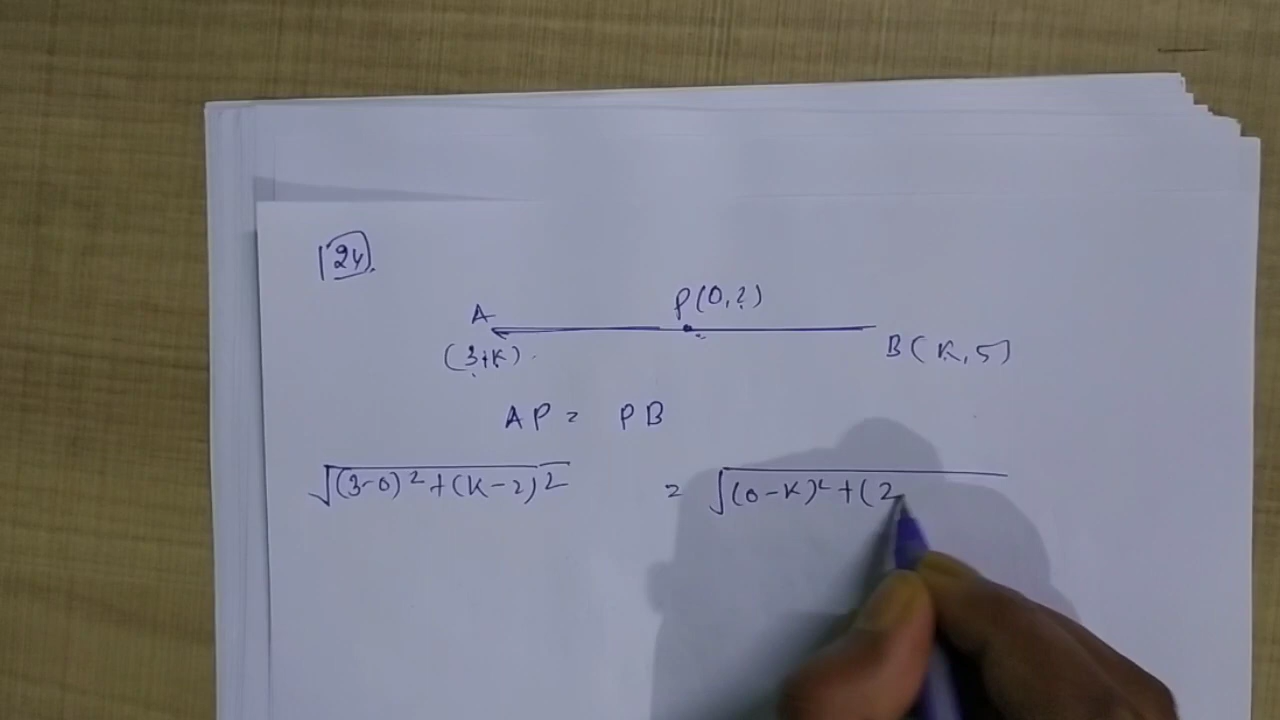 24.
P(0,2)
A
(3,K).
B(K,5)
AP = PB
√(3-0)²+(K-2)² = √(0-K)²+(2